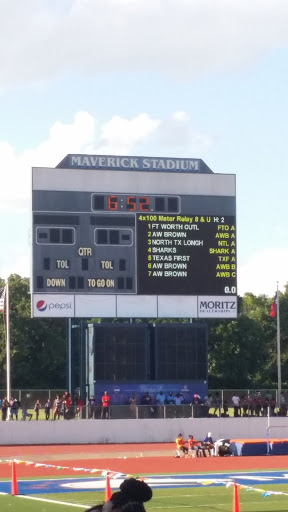 MAVERICK STADIUM
6:52
4x100 Meter Relay 8 & U H: 2
1 FT WORTH OUTL FTO A
2 AW BROWN AWB A
3 NORTH TX LONGH NTL A
4 SHARKS SHARK A
5 TEXAS FIRST TXF A
6 AW BROWN AWB B
7 AW BROWN AWB C
0.0
QTR
TOL TOL
DOWN TO GO ON
pepsi
MORITZ